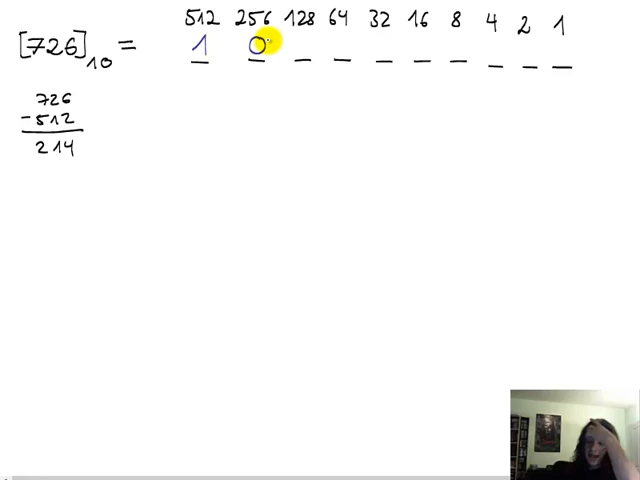 512 256 128 64 32 16 8 4 2 1
[726]10 = 1 0 _ _ _ _ _ _ _ _
726
-512
214